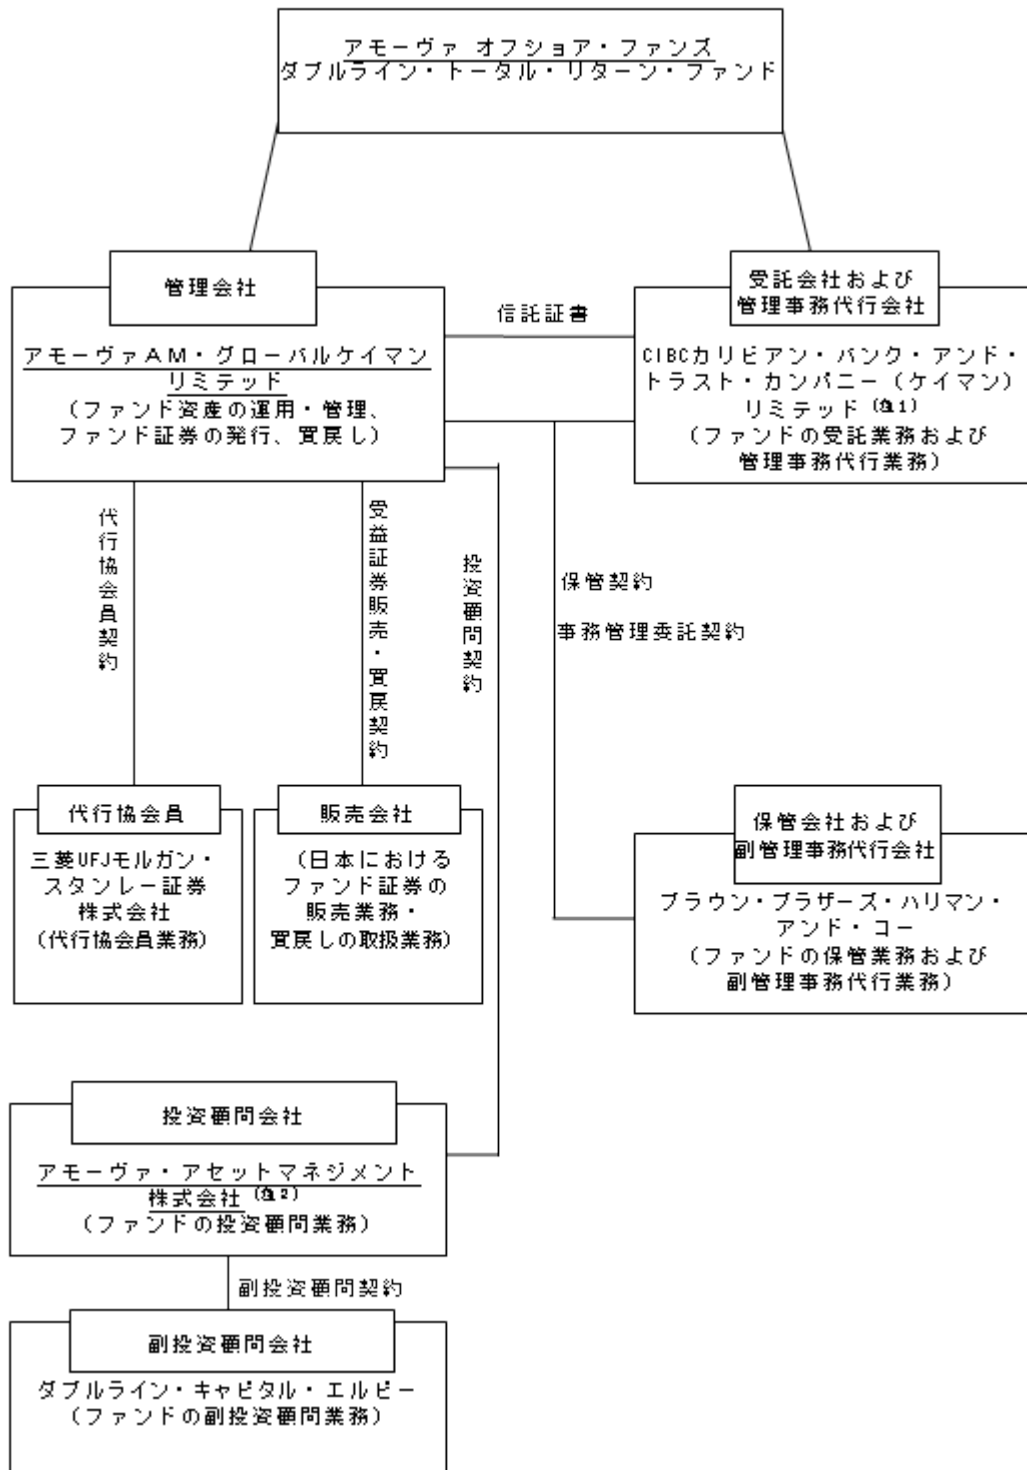 アモーヴァ オフショア・ファンズ
ダブルライン・トータル・リターン・ファンド
管理会社
アモーヴァAM・グローバルケイマン
リミテッド
（ファンド資産の運用・管理、
ファンド証券の発行、買戻し）
信託証書
受託会社および
管理事務代行会社
CIBCカリビアン・バンク・アンド・
トラスト・カンパニー（ケイマン）
リミテッド（注1）
（ファンドの受託業務および
管理事務代行業務）
代行協会員契約
受益証券販売・買戻契約
投資顧問契約
保管契約
事務管理委託契約
代行協会員
三菱UFJモルガン・
スタンレー証券
株式会社
（代行協会員業務）
販売会社
（日本における
ファンド証券の
販売業務・
買戻しの取扱業務）
保管会社および
副管理事務代行会社
ブラウン・ブラザーズ・ハリマン・
アンド・コー
（ファンドの保管業務および
副管理事務代行業務）
投資顧問会社
アモーヴァ・アセットマネジメント
株式会社（注2）
（ファンドの投資顧問業務）
副投資顧問契約
副投資顧問会社
ダブルライン・キャピタル・エルピー
（ファンドの副投資顧問業務）